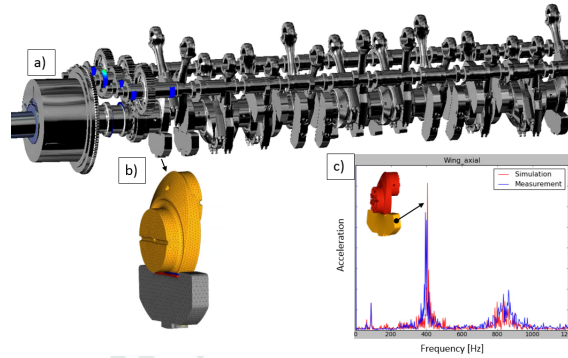 a)
b)
c)
Wing_axial
Simulation
Measurement
Acceleration
0 200 400 600 800 1000
Frequency [Hz]